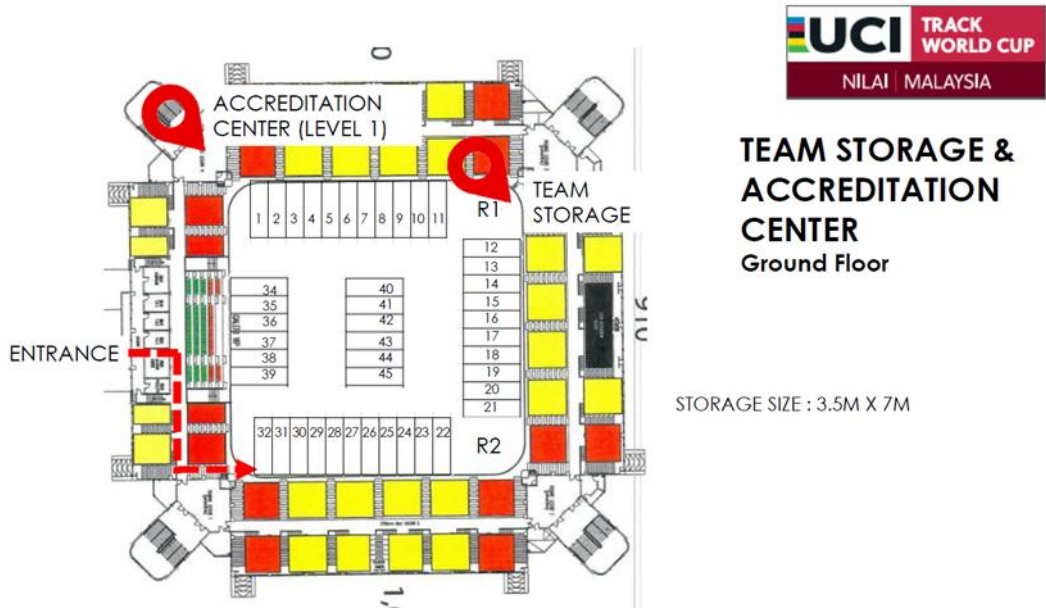 UCI TRACK
WORLD CUP
NILAI | MALAYSIA
TEAM STORAGE &
ACCREDITATION
CENTER
Ground Floor
STORAGE SIZE : 3.5M X 7M
ACCREDITATION
CENTER (LEVEL 1)
TEAM
STORAGE
R1
1 2 3 4 5 6 7 8 9 10 11
12
13
14
15
16
17
18
19
20
21
34
35
36
37
38
39
40
41
42
43
44
45
ENTRANCE
32 31 30 29 28 27 26 25 24 23 22
R2